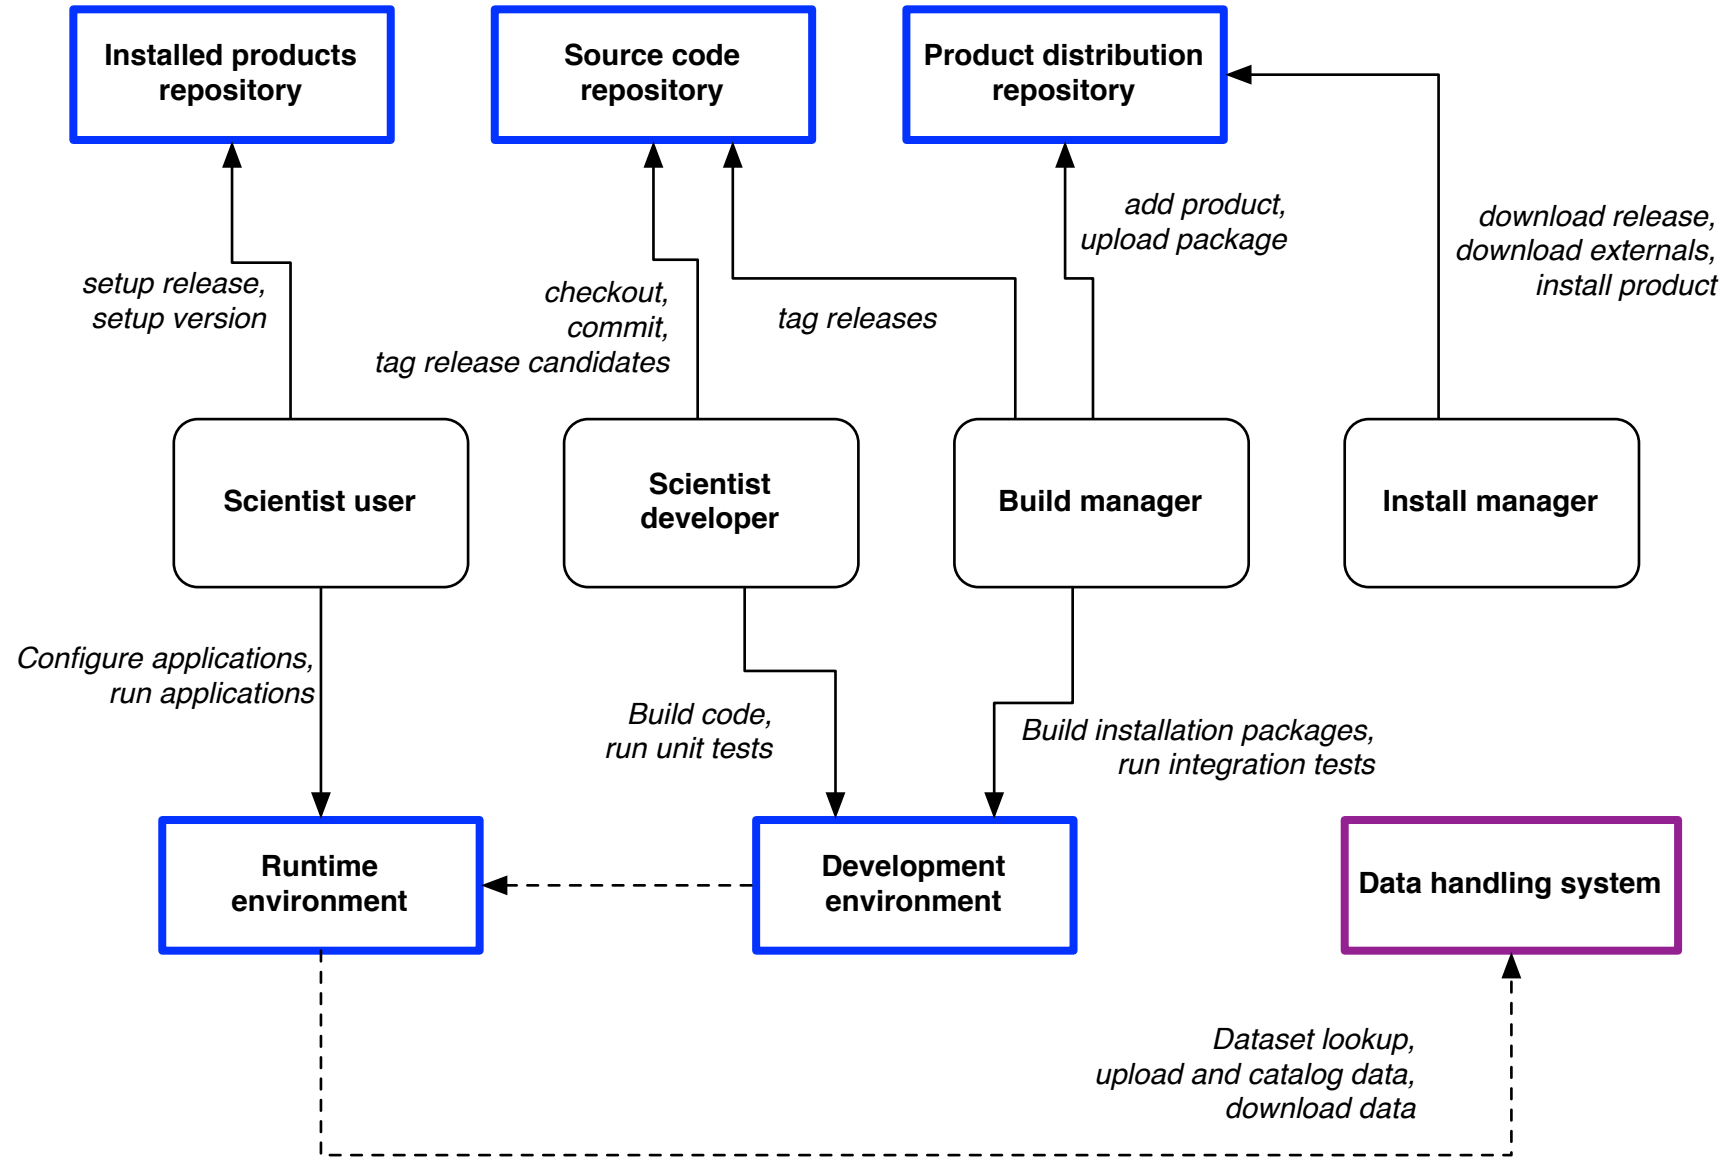 Installed products
repository
Source code
repository
Product distribution
repository
setup release,
setup version
checkout,
commit,
tag release candidates
tag releases
add product,
upload package
download release,
download externals,
install product
Scientist user
Scientist
developer
Build manager
Install manager
Configure applications,
run applications
Build code,
run unit tests
Build installation packages,
run integration tests
Runtime
environment
Development
environment
Data handling system
Dataset lookup,
upload and catalog data,
download data